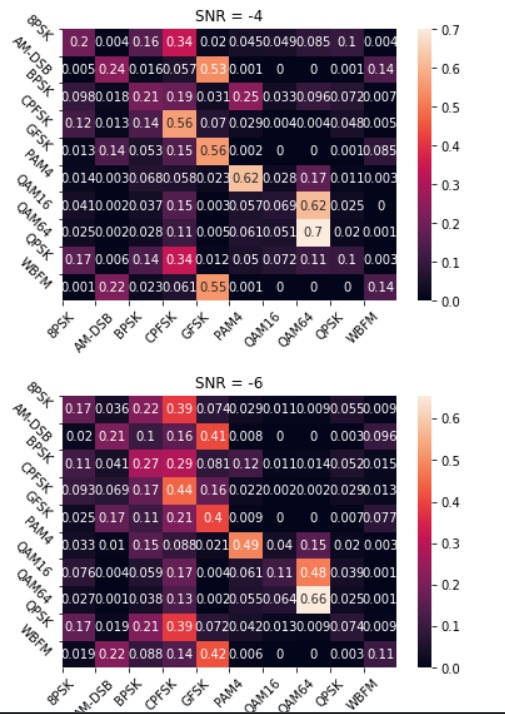 SNR = -4
8PSK 0.2 0.004 0.16 0.34 0.02 0.045 0.049 0.085 0.1 0.004
AM-DSB 0.005 0.24 0.016 0.057 0.53 0.001 0 0 0.001 0.14
BPSK 0.098 0.018 0.21 0.19 0.031 0.25 0.033 0.096 0.072 0.007
CPFSK 0.12 0.013 0.14 0.56 0.07 0.029 0.004 0.004 0.048 0.005
GFSK 0.013 0.14 0.053 0.15 0.56 0.002 0 0 0.001 0.085
PAM4 0.014 0.003 0.068 0.058 0.023 0.62 0.028 0.17 0.011 0.003
QAM16 0.041 0.002 0.037 0.15 0.003 0.057 0.069 0.62 0.025 0
QAM64 0.025 0.002 0.028 0.11 0.005 0.061 0.051 0.7 0.02 0.001
QPSK 0.17 0.006 0.14 0.34 0.012 0.05 0.072 0.11 0.1 0.003
WBFM 0.001 0.22 0.023 0.061 0.55 0.001 0 0 0 0.14
8PSK AM-DSB BPSK CPFSK GFSK PAM4 QAM16 QAM64 QPSK WBFM
0.7
0.6
0.5
0.4
0.3
0.2
0.1
0.0
SNR = -6
8PSK 0.17 0.036 0.22 0.39 0.074 0.029 0.011 0.009 0.055 0.009
AM-DSB 0.02 0.21 0.1 0.16 0.41 0.008 0 0 0.003 0.096
BPSK 0.11 0.041 0.27 0.29 0.081 0.12 0.011 0.014 0.052 0.015
CPFSK 0.093 0.069 0.17 0.44 0.16 0.022 0.002 0.002 0.029 0.013
GFSK 0.025 0.17 0.11 0.21 0.4 0.009 0 0 0.007 0.077
PAM4 0.033 0.01 0.15 0.088 0.021 0.49 0.04 0.15 0.02 0.003
QAM16 0.076 0.004 0.059 0.17 0.004 0.061 0.11 0.48 0.039 0.001
QAM64 0.027 0.001 0.038 0.13 0.002 0.055 0.064 0.66 0.025 0.001
QPSK 0.17 0.019 0.21 0.39 0.072 0.042 0.013 0.009 0.074 0.009
WBFM 0.019 0.22 0.088 0.14 0.42 0.006 0 0 0.003 0.11
8PSK AM-DSB BPSK CPFSK GFSK PAM4 QAM16 QAM64 QPSK WBFM
0.6
0.5
0.4
0.3
0.2
0.1
0.0